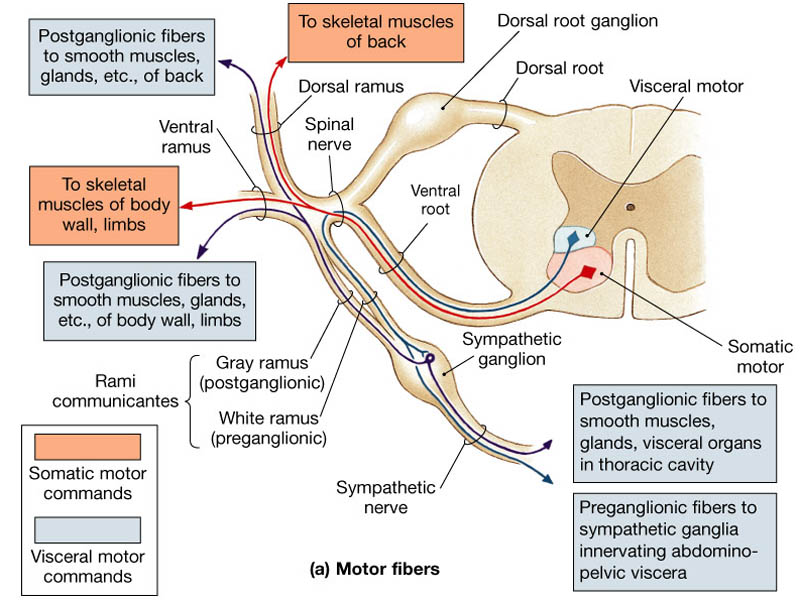 Postganglionic fibers
to smooth muscles,
glands, etc., of back
To skeletal muscles
of back
Dorsal root ganglion
Dorsal root
Visceral motor
Dorsal ramus
Ventral
ramus
Spinal
nerve
To skeletal
muscles of body
wall, limbs
Ventral
root
Postganglionic fibers to
smooth muscles, glands,
etc., of body wall, limbs
Sympathetic
ganglion
Somatic
motor
Rami
communicantes
Gray ramus
(postganglionic)
White ramus
(preganglionic)
Postganglionic fibers to
smooth muscles,
glands, visceral organs
in thoracic cavity
Somatic motor
commands
Visceral motor
commands
Sympathetic
nerve
Preganglionic fibers to
sympathetic ganglia
innervating abdomino-
pelvic viscera
(a) Motor fibers